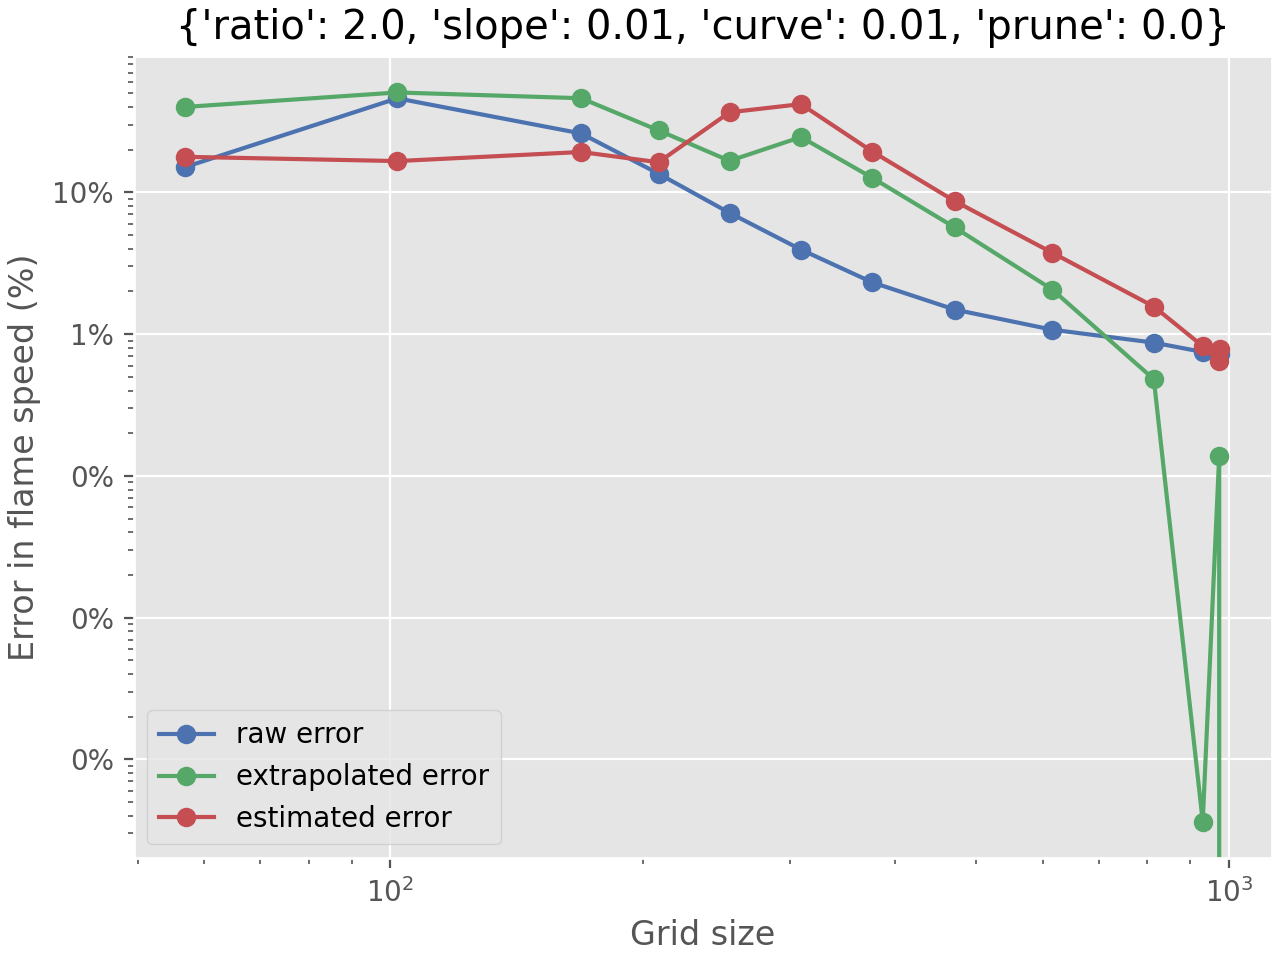 {'ratio': 2.0, 'slope': 0.01, 'curve': 0.01, 'prune': 0.0}
Error in flame speed (%)
10%
1%
0%
0%
0%
raw error
extrapolated error
estimated error
10²
10³
Grid size